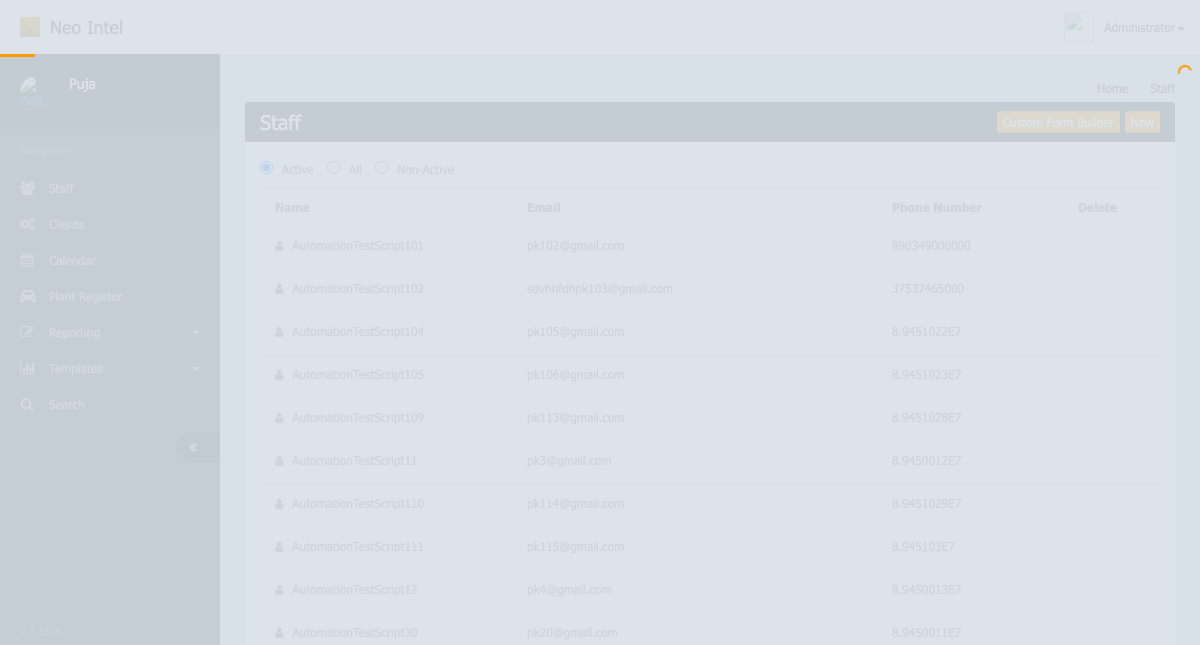 Neo Intel
Administrator
Puja
Puja
Home Staff
Staff
Custom Form Builder New
Navigation
Active All Non-Active
Staff
Clients
Calendar
Plant Register
Reporting
Templates
Search
Name Email Phone Number Delete
AutomationTestScript101 pk102@gmail.com 890349000000
AutomationTestScript102 sdvhhfdhpk103@gmail.com 37537465000
AutomationTestScript104 pk105@gmail.com 8.9451022E7
AutomationTestScript105 pk106@gmail.com 8.9451023E7
AutomationTestScript109 pk113@gmail.com 8.9451028E7
AutomationTestScript11 pk3@gmail.com 8.9450012E7
AutomationTestScript110 pk114@gmail.com 8.9451029E7
AutomationTestScript111 pk115@gmail.com 8.945103E7
AutomationTestScript12 pk4@gmail.com 8.9450013E7
AutomationTestScript30 pk20@gmail.com 8.9450011E7